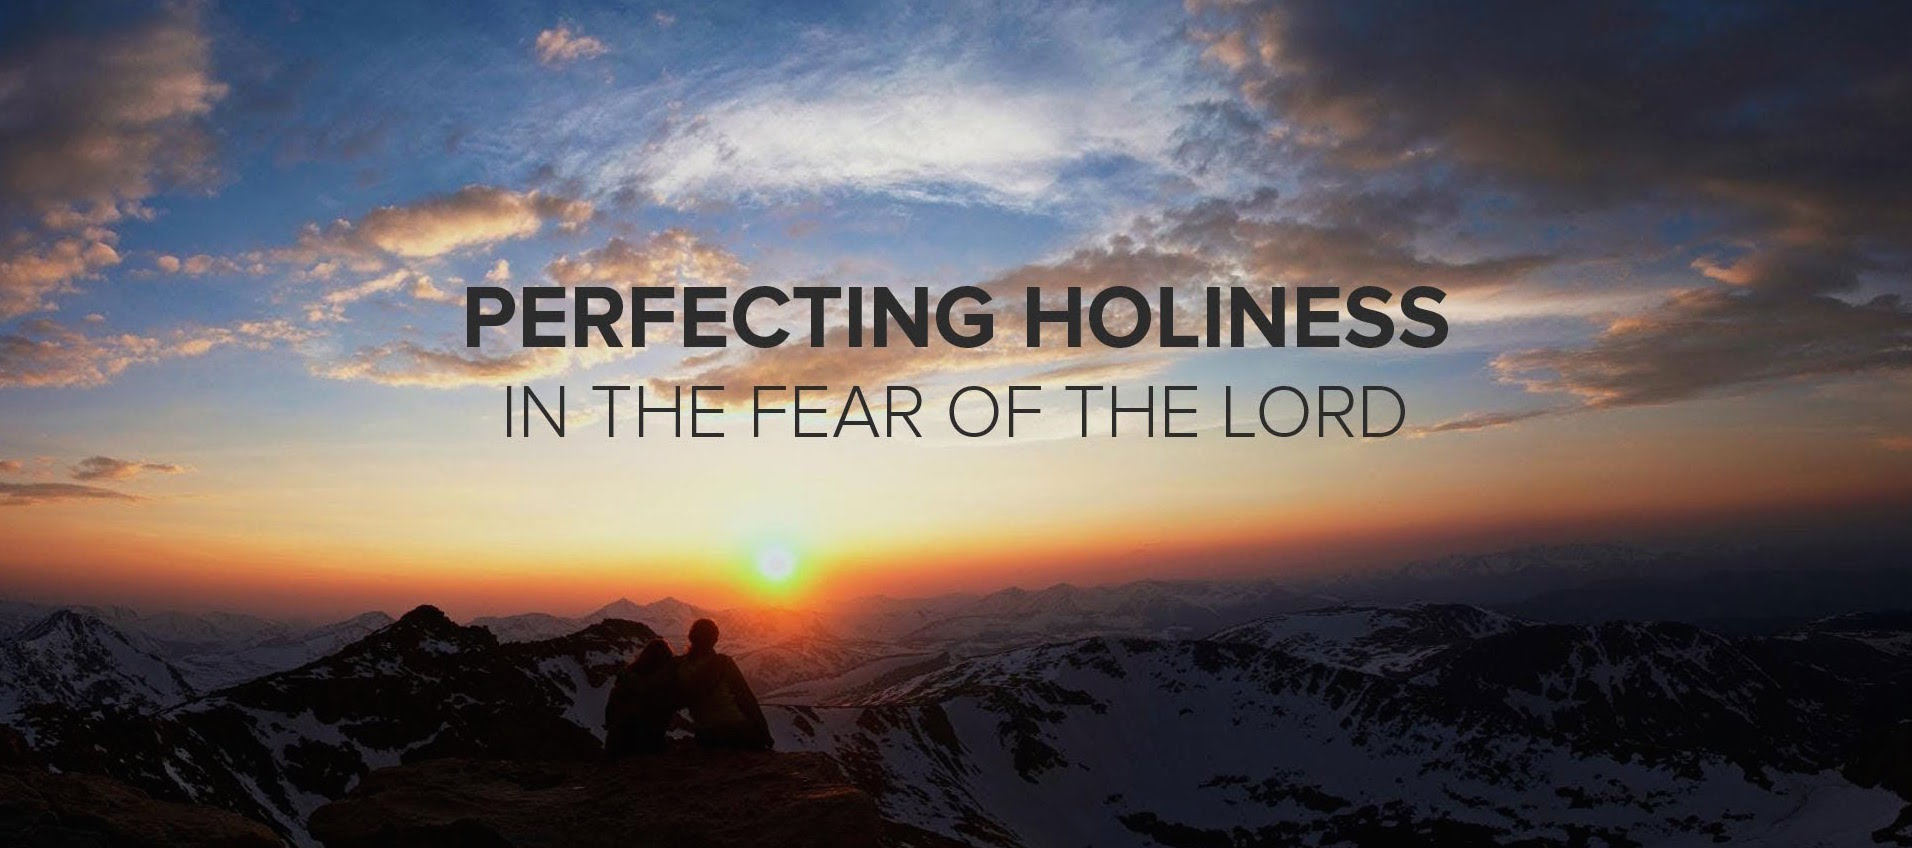 PERFECTING HOLINESS
IN THE FEAR OF THE LORD